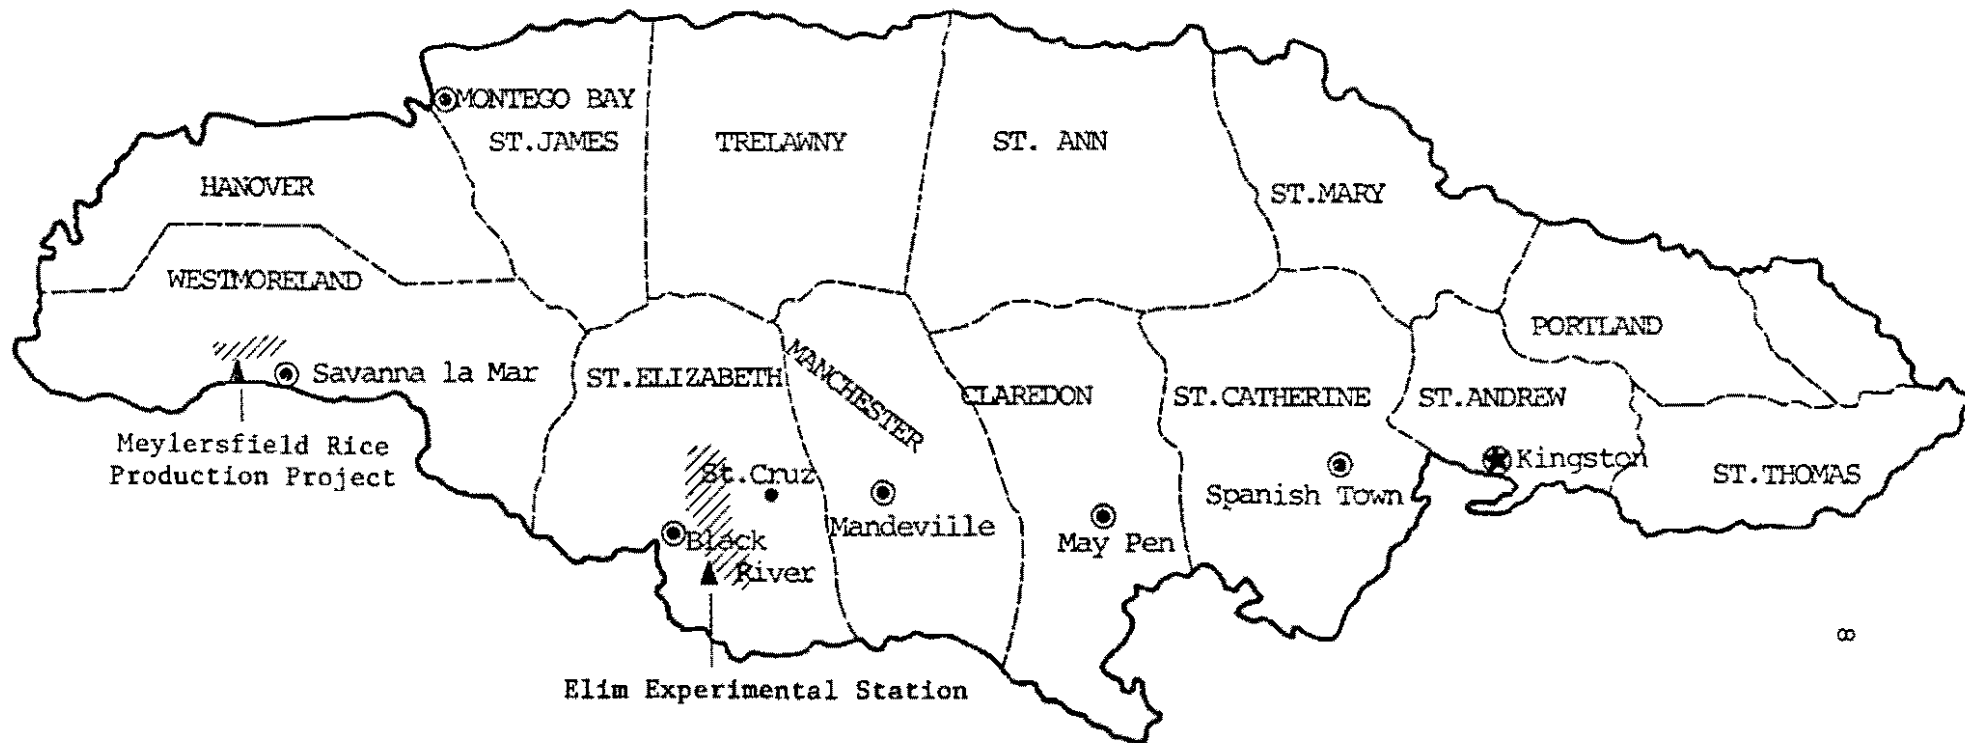 MONTEGO BAY
ST.JAMES
TRELAWNY
ST. ANN
HANOVER
ST.MARY
WESTMORELAND
PORTLAND
MANCHESTER
Savanna la Mar
ST.ELIZABETH
CLAREDON
ST.CATHERINE
ST.ANDREW
Meylersfield Rice
Production Project
St.Cruz
Kingston
ST.THOMAS
Spanish Town
Mandeville
Black
River
May Pen
8
Elim Experimental Station